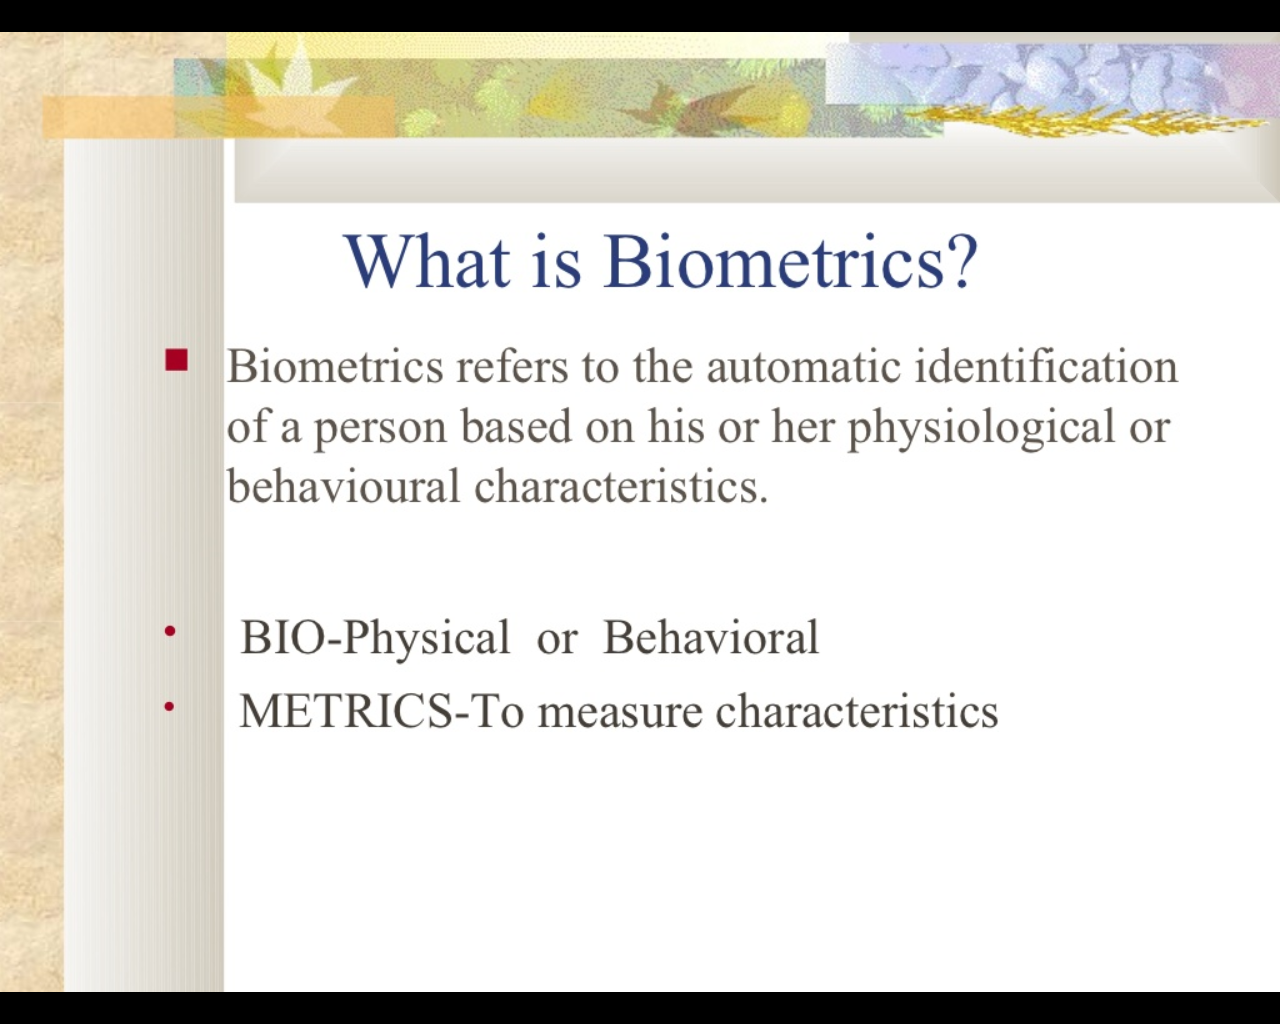 What is Biometrics?
Biometrics refers to the automatic identification
of a person based on his or her physiological or
behavioural characteristics.
BIO-Physical or Behavioral
METRICS-To measure characteristics